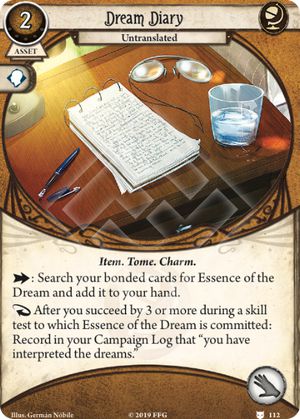 2
Dream Diary
ASSET
Untranslated
Item. Tome. Charm.
: Search your bonded cards for Essence of the
Dream and add it to your hand.
After you succeed by 3 or more during a skill
test to which Essence of the Dream is committed:
Record in your Campaign Log that “you have
interpreted the dreams.”
Illus. Germán Nóbile
© 2019 FFG
112